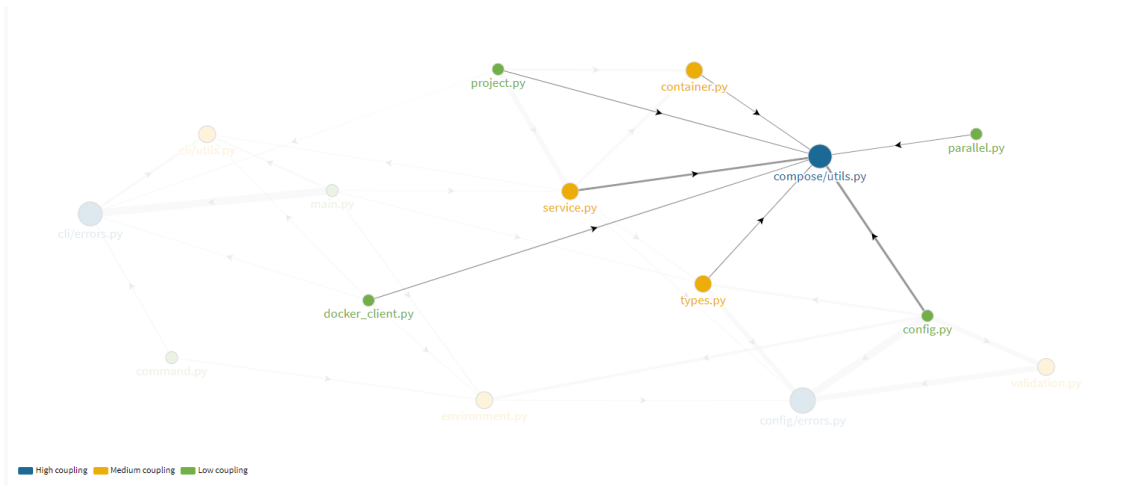 project.py
container.py
cli/utils.py
parallel.py
compose/utils.py
main.py
service.py
cli/errors.py
types.py
docker_client.py
config.py
command.py
validation.py
environment.py
config/errors.py
High coupling Medium coupling Low coupling